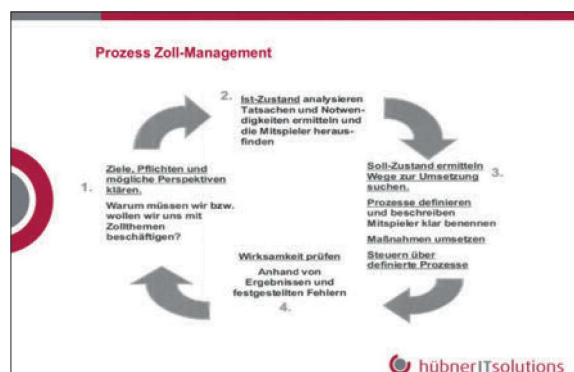 Prozess Zoll-Management
1.
Ziele, Pflichten und
mögliche Perspektiven
klären.
Warum müssen wir bzw.
wollen wir uns mit
Zollthemen
beschäftigen?
2.
Ist-Zustand analysieren
Tatsachen und Notwen-
digkeiten ermitteln und
die Mitspieler heraus-
finden
Soll-Zustand ermitteln
Wege zur Umsetzung
suchen.
3.
Prozesse definieren
und beschreiben
Mitspieler klar benennen
Maßnahmen umsetzen
Steuern über
definierte Prozesse
Wirksamkeit prüfen
Anhand von
Ergebnissen und
festgestellten Fehlern
4.
hübnerITsolutions